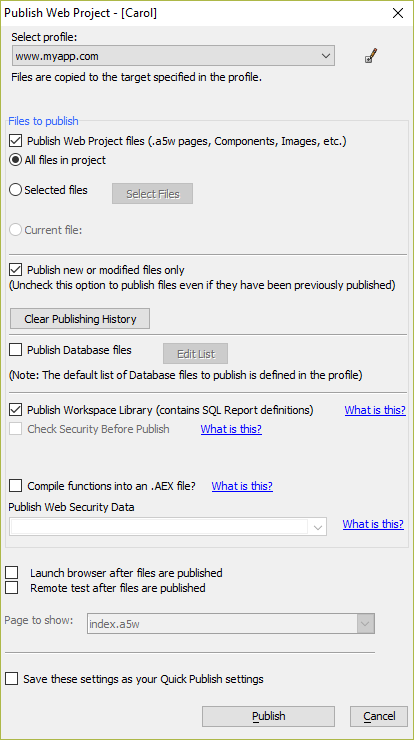 Publish Web Project - [Carol]
Select profile:
www.myapp.com
Files are copied to the target specified in the profile.
Files to publish
Publish Web Project files (.a5w pages, Components, Images, etc.)
All files in project
Selected files
Select Files
Current file:
Publish new or modified files only
(Uncheck this option to publish files even if they have been previously published)
Clear Publishing History
Publish Database files
Edit List
(Note: The default list of Database files to publish is defined in the profile)
Publish Workspace Library (contains SQL Report definitions)
What is this?
Check Security Before Publish
What is this?
Compile functions into an .AEX file?
What is this?
Publish Web Security Data
What is this?
Launch browser after files are published
Remote test after files are published
Page to show:
index.a5w
Save these settings as your Quick Publish settings
Publish
Cancel